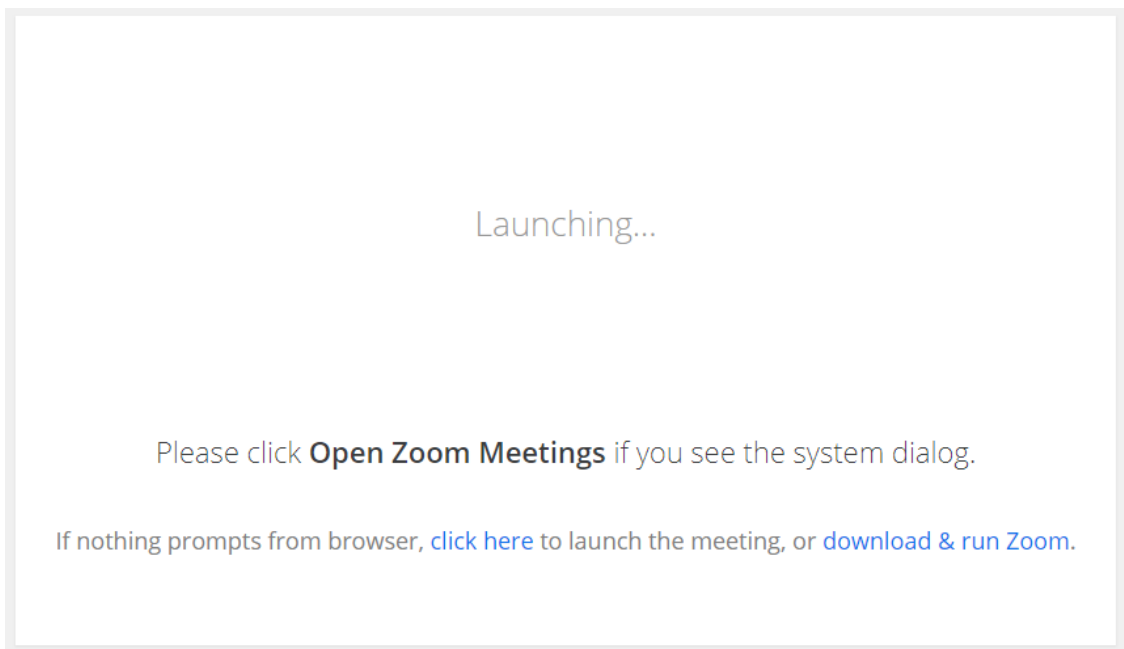 Launching...
Please click Open Zoom Meetings if you see the system dialog.
If nothing prompts from browser, click here to launch the meeting, or download & run Zoom.